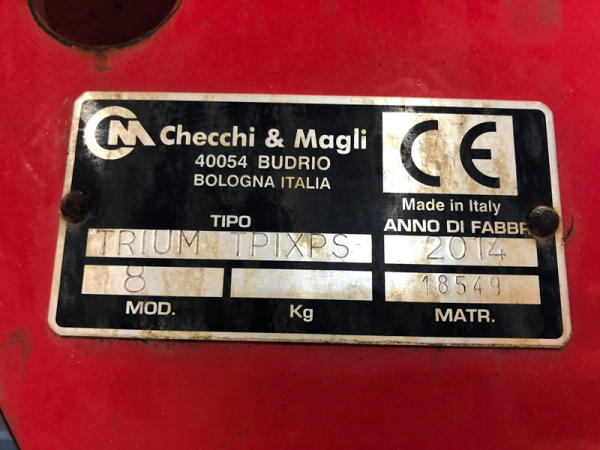 CM Checchi & Magli
40054 BUDRIO
BOLOGNA ITALIA
CE
Made in Italy
TIPO
ANNO DI FABBR.
TRIUM TPIXPS
2014
8
18549
MOD.
Kg
MATR.